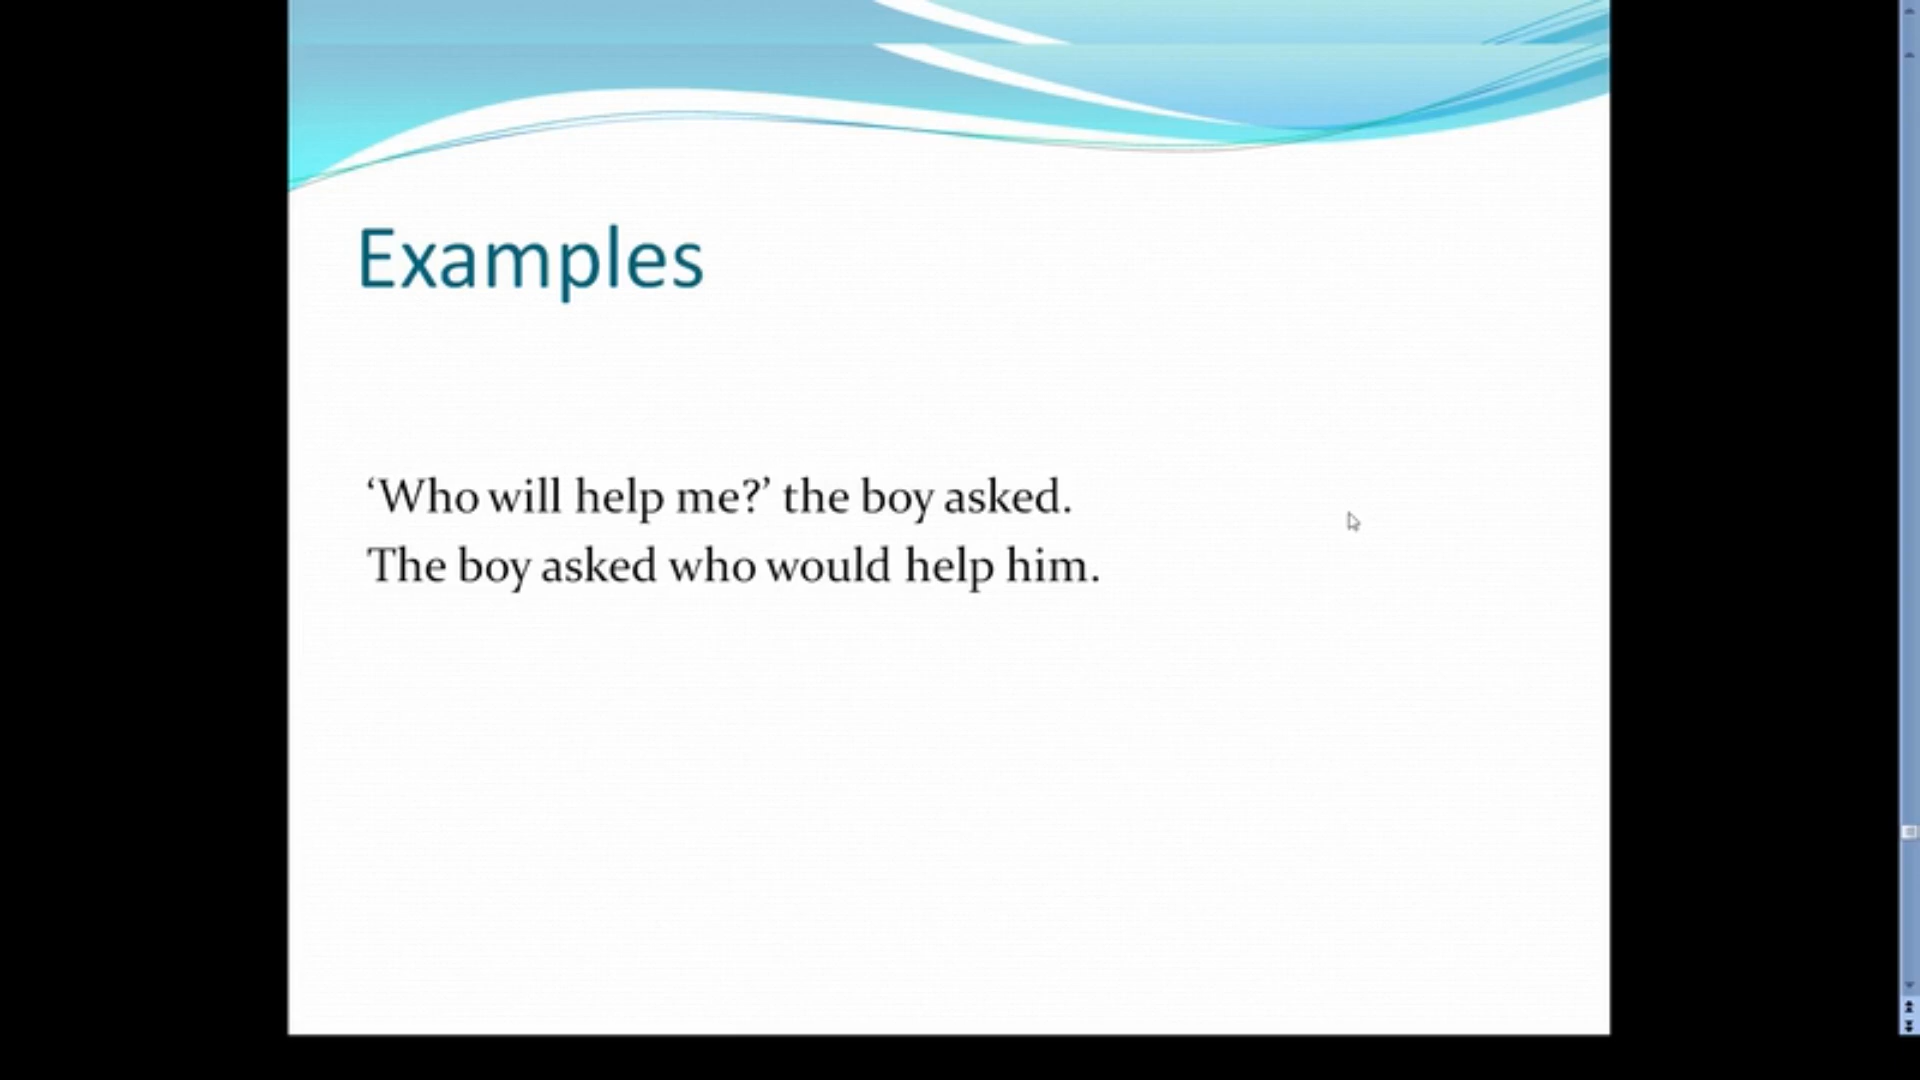 Examples
‘Who will help me?’ the boy asked.
The boy asked who would help him.